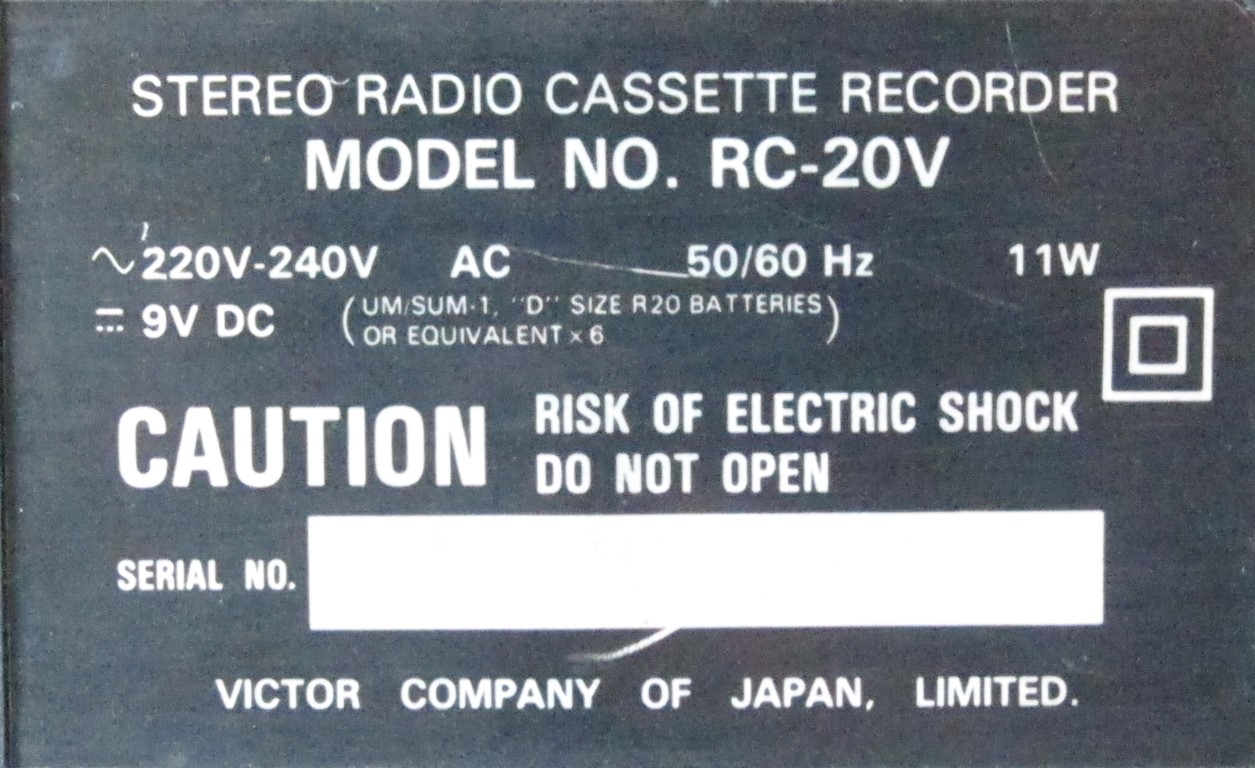 STEREO RADIO CASSETTE RECORDER
MODEL NO. RC-20V
~220V-240V AC 50/60 Hz 11W
⎓ 9V DC (UM/SUM-1, "D" SIZE R20 BATTERIES
OR EQUIVALENT x 6)
CAUTION RISK OF ELECTRIC SHOCK
DO NOT OPEN
SERIAL NO.
VICTOR COMPANY OF JAPAN, LIMITED.